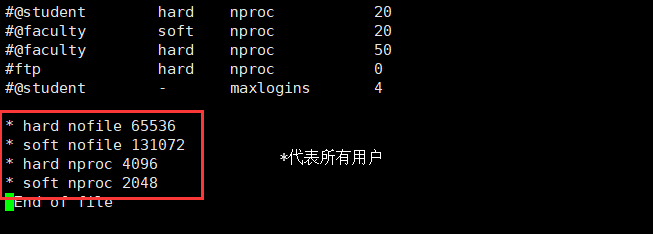 #@student        hard    nproc           20
#@faculty        soft    nproc           20
#@faculty        hard    nproc           50
#ftp             hard    nproc           0
#@student        -       maxlogins       4
* hard nofile 65536
* soft nofile 131072
*代表所有用户
* hard nproc 4096
* soft nproc 2048
End of file